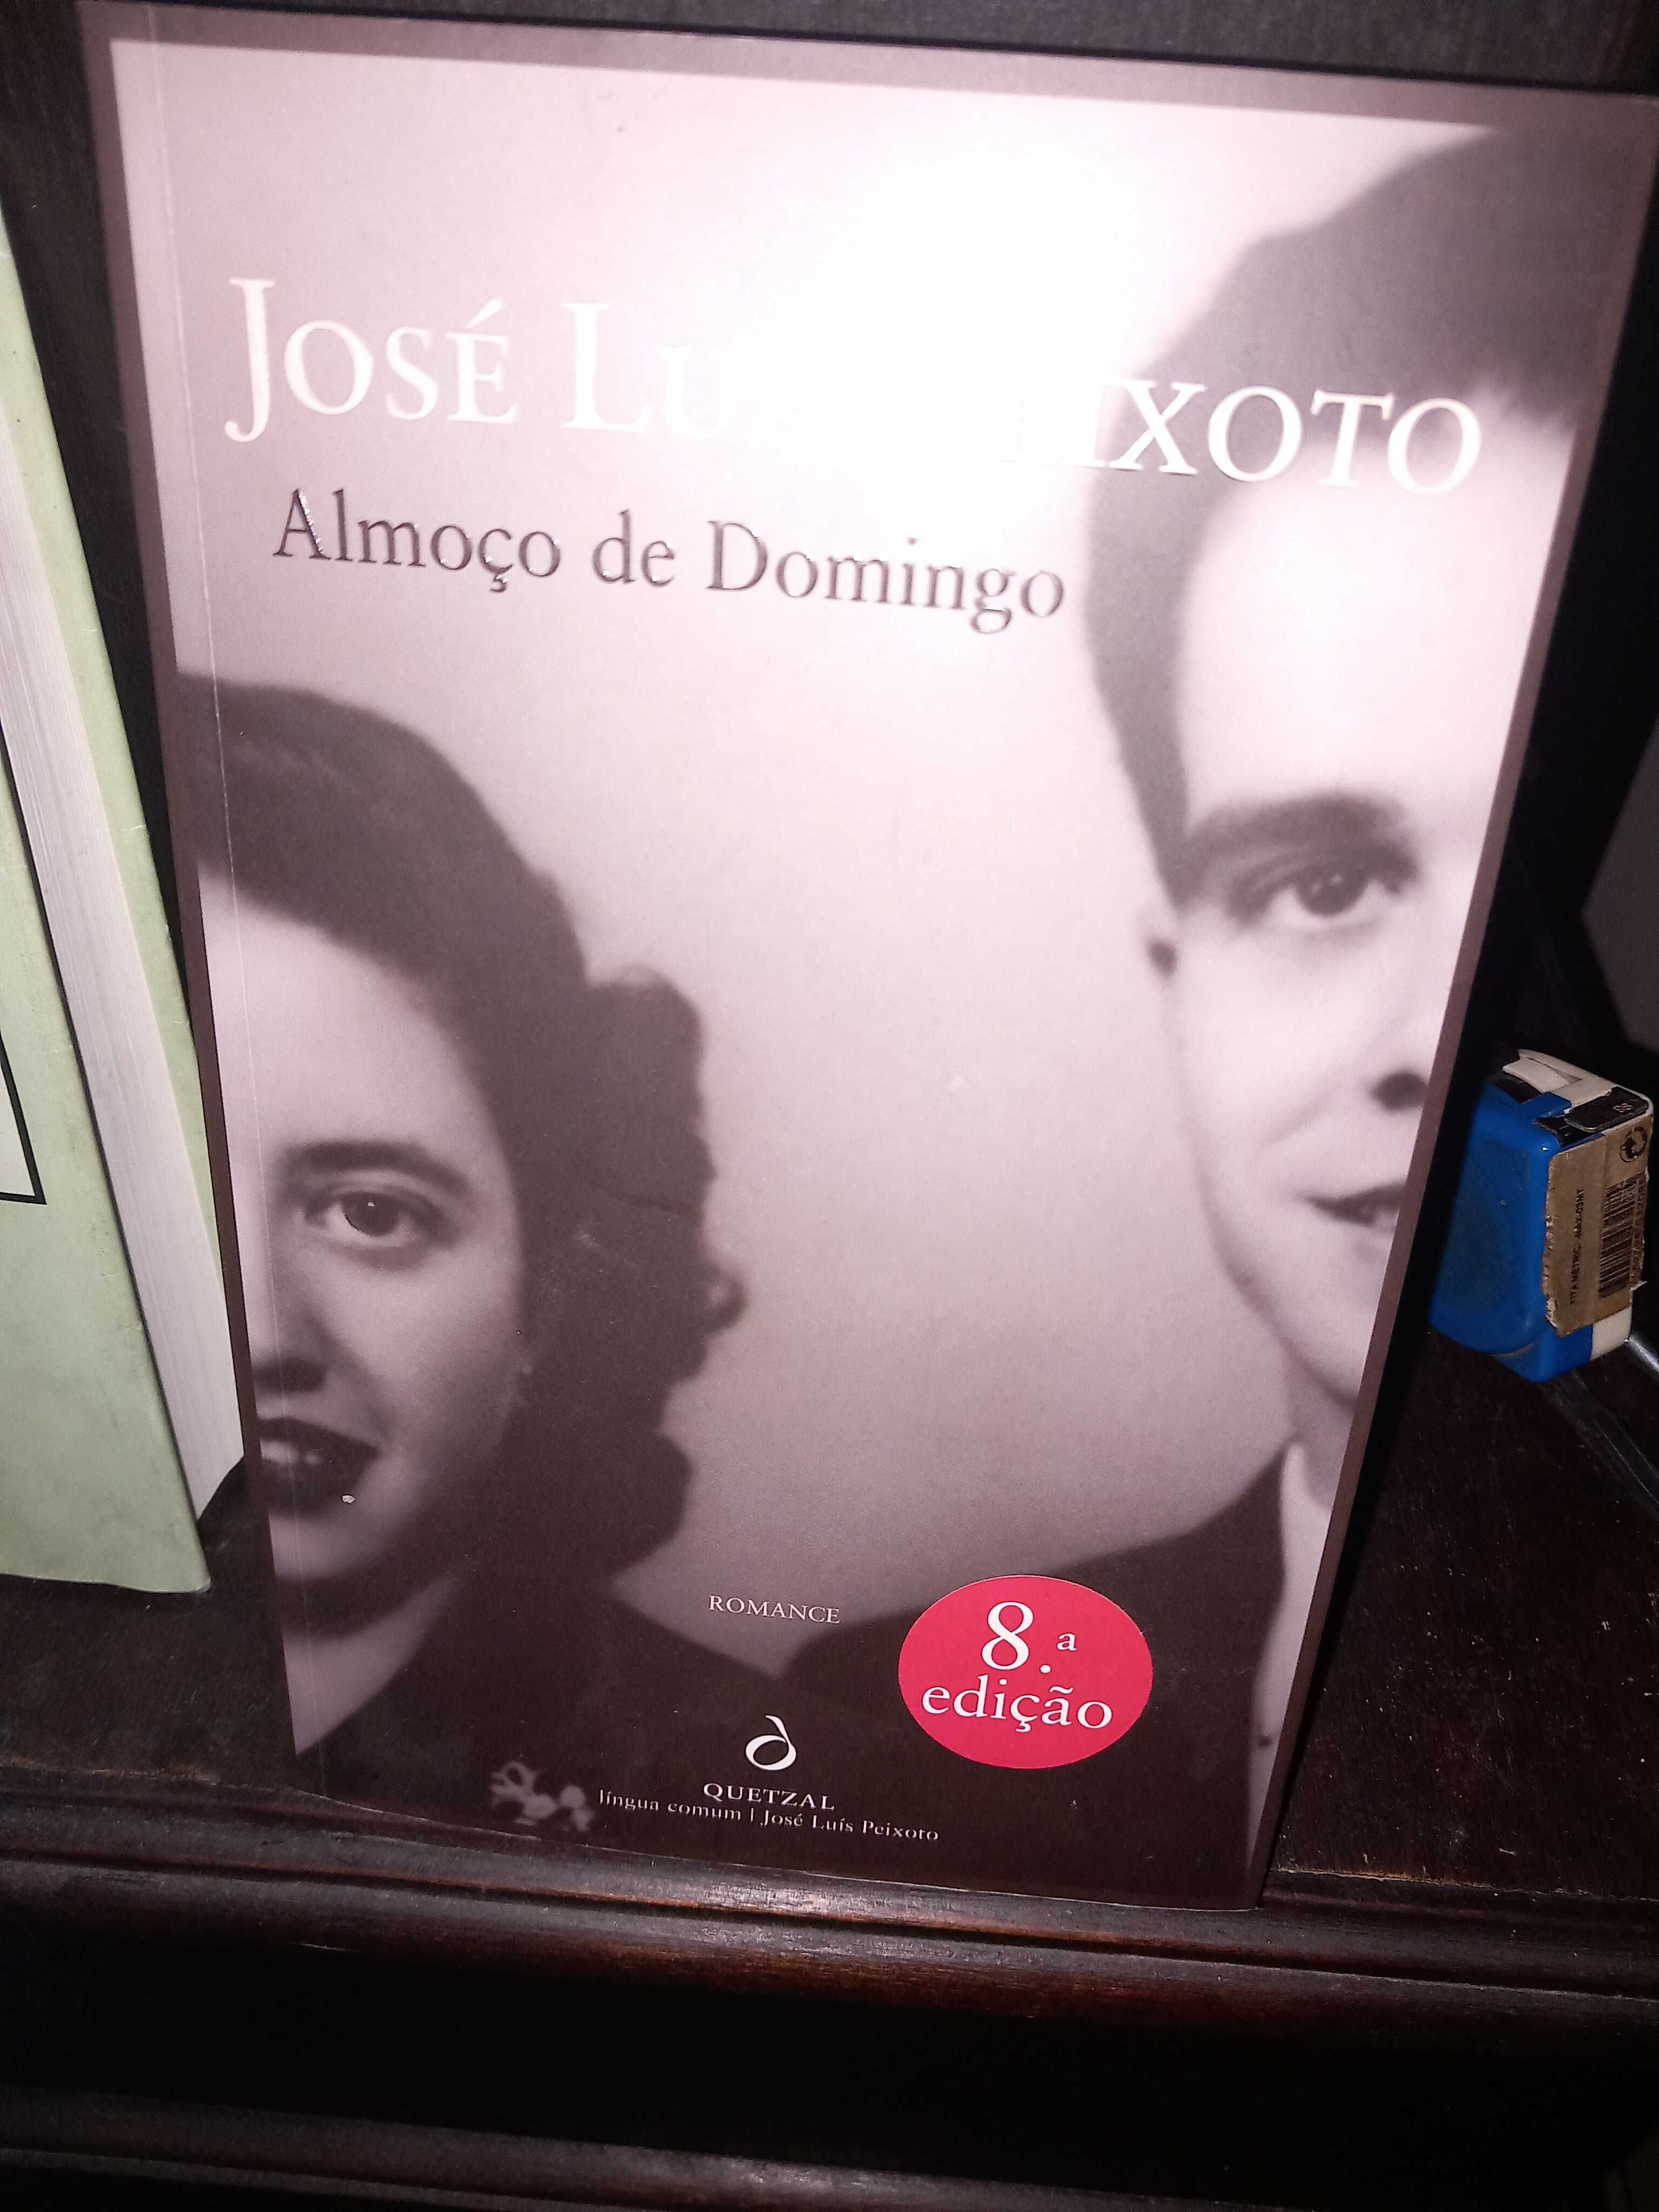 JOSÉ LU IXOTO
Almoço de Domingo
ROMANCE
8.ª
edição
QUETZAL
língua comum | José Luís Peixoto